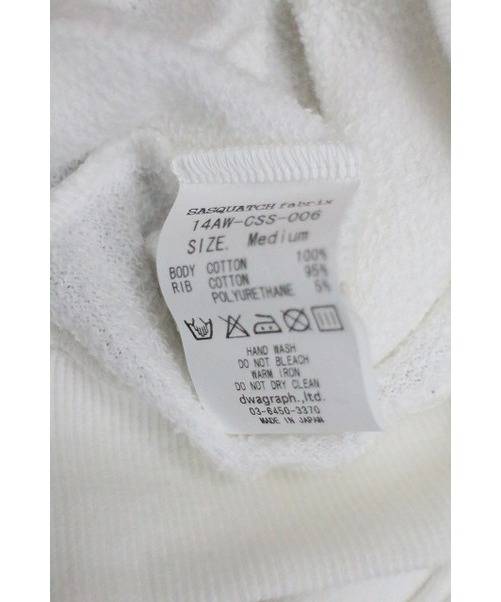 SASQUATCH fabrix
14AW-CSS-006
SIZE. Medium
BODY COTTON 100%
RIB COTTON 95%
POLYURETHANE 5%
HAND WASH
DO NOT BLEACH
WARM IRON
DO NOT DRY CLEAN
dwagraph.,ltd.
03-6450-3370
MADE IN JAPAN